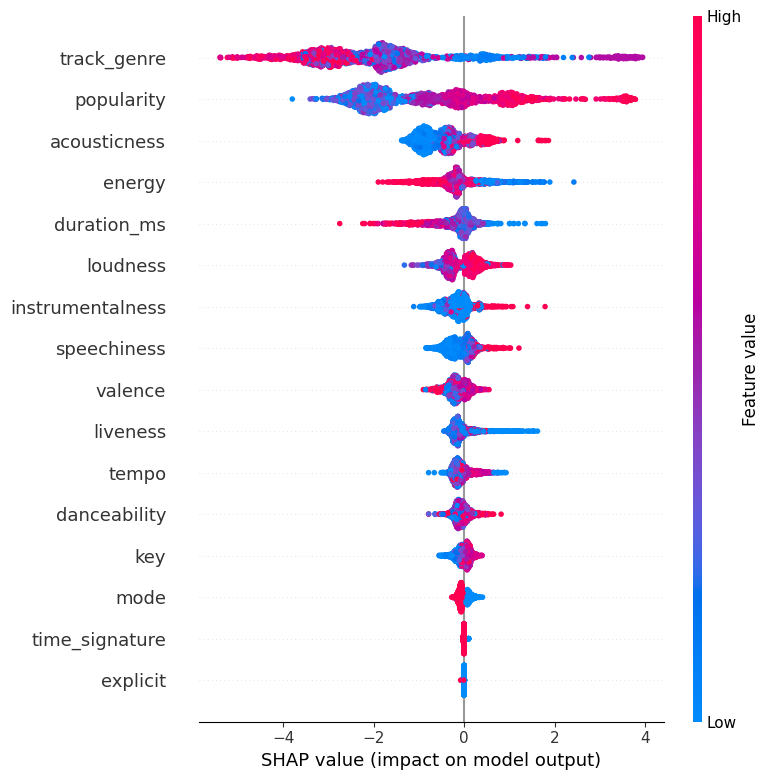 High
track_genre
popularity
acousticness
energy
duration_ms
loudness
instrumentalness
speechiness
valence
liveness
tempo
danceability
key
mode
time_signature
explicit
Feature value
Low
−4 −2 0 2 4
SHAP value (impact on model output)